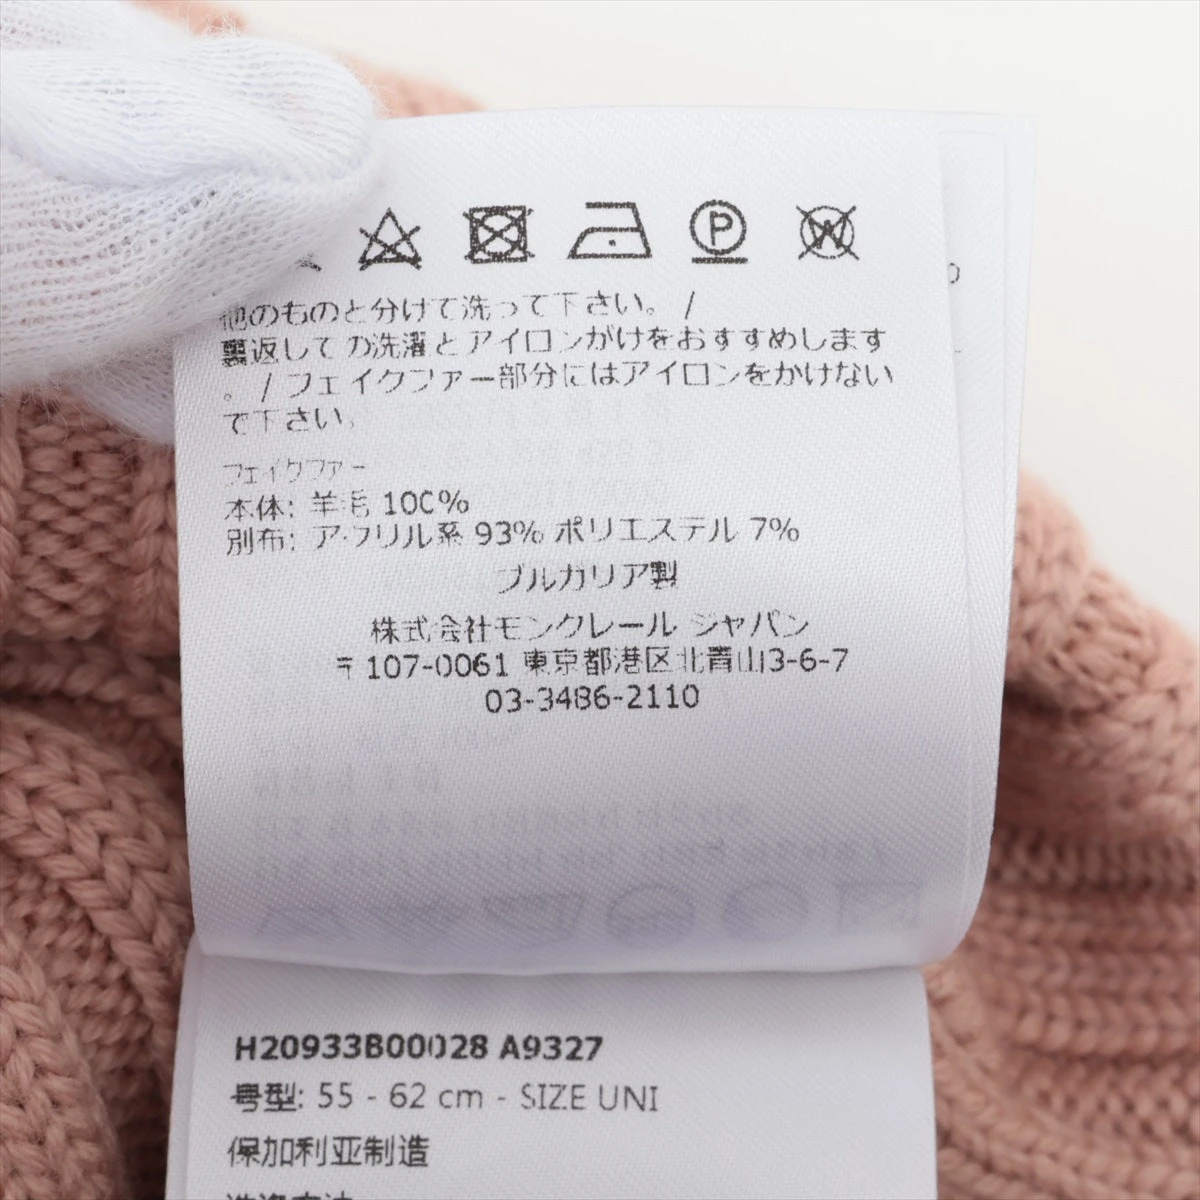 他のものと分けて洗って下さい。 /
裏返しての洗濯とアイロンがけをおすすめします
。 / フェイクファー部分にはアイロンをかけない
で下さい。
フェイクファー
本体: 羊毛 100%
別布: アクリル系 93% ポリエステル 7%
ブルガリア製
株式会社モンクレール ジャパン
〒107-0061 東京都港区北青山3-6-7
03-3486-2110
H20933B00028 A9327
号型: 55 - 62 cm - SIZE UNI
保加利亚制造